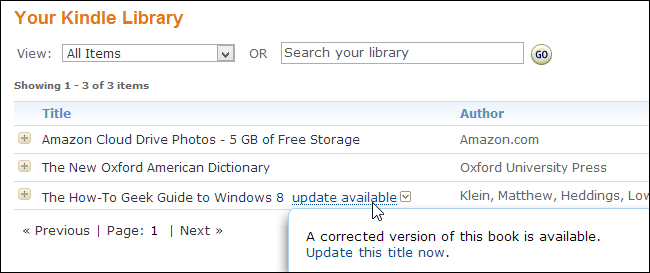 Your Kindle Library
View: All Items OR Search your library GO
Showing 1 - 3 of 3 items
Title Author
Amazon Cloud Drive Photos - 5 GB of Free Storage Amazon.com
The New Oxford American Dictionary Oxford University Press
The How-To Geek Guide to Windows 8 update available Klein, Matthew, Heddings, Low
« Previous | Page: 1 | Next »
A corrected version of this book is available.
Update this title now.